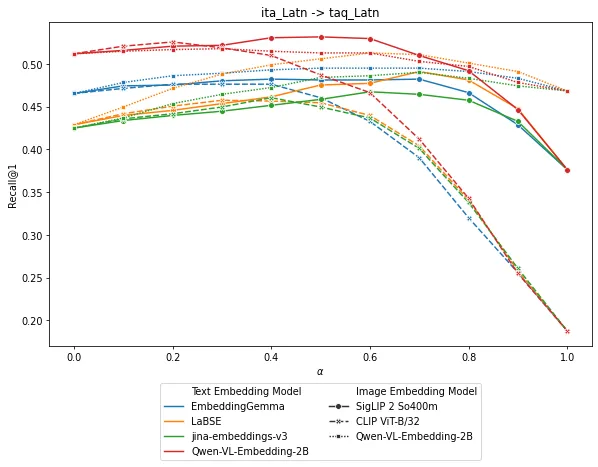 ita_Latn -> taq_Latn
Recall@1
0.50
0.45
0.40
0.35
0.30
0.25
0.20
0.0
0.2
0.4
0.6
0.8
1.0
α
Text Embedding Model
EmbeddingGemma
LaBSE
jina-embeddings-v3
Qwen-VL-Embedding-2B
Image Embedding Model
SigLIP 2 So400m
CLIP ViT-B/32
Qwen-VL-Embedding-2B